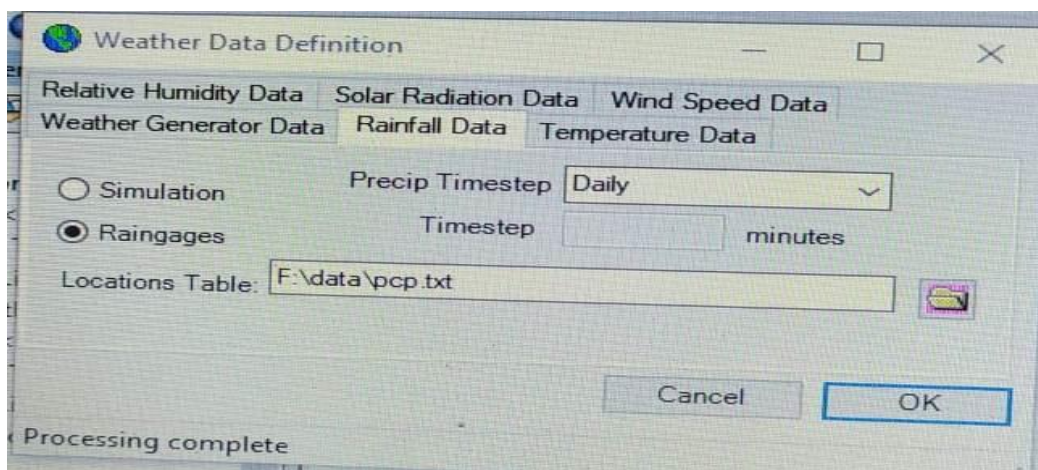 Weather Data Definition
Relative Humidity Data Solar Radiation Data Wind Speed Data
Weather Generator Data Rainfall Data Temperature Data
Simulation Precip Timestep Daily
Raingages Timestep minutes
Locations Table: F:\data\pcp.txt
Cancel OK
Processing complete